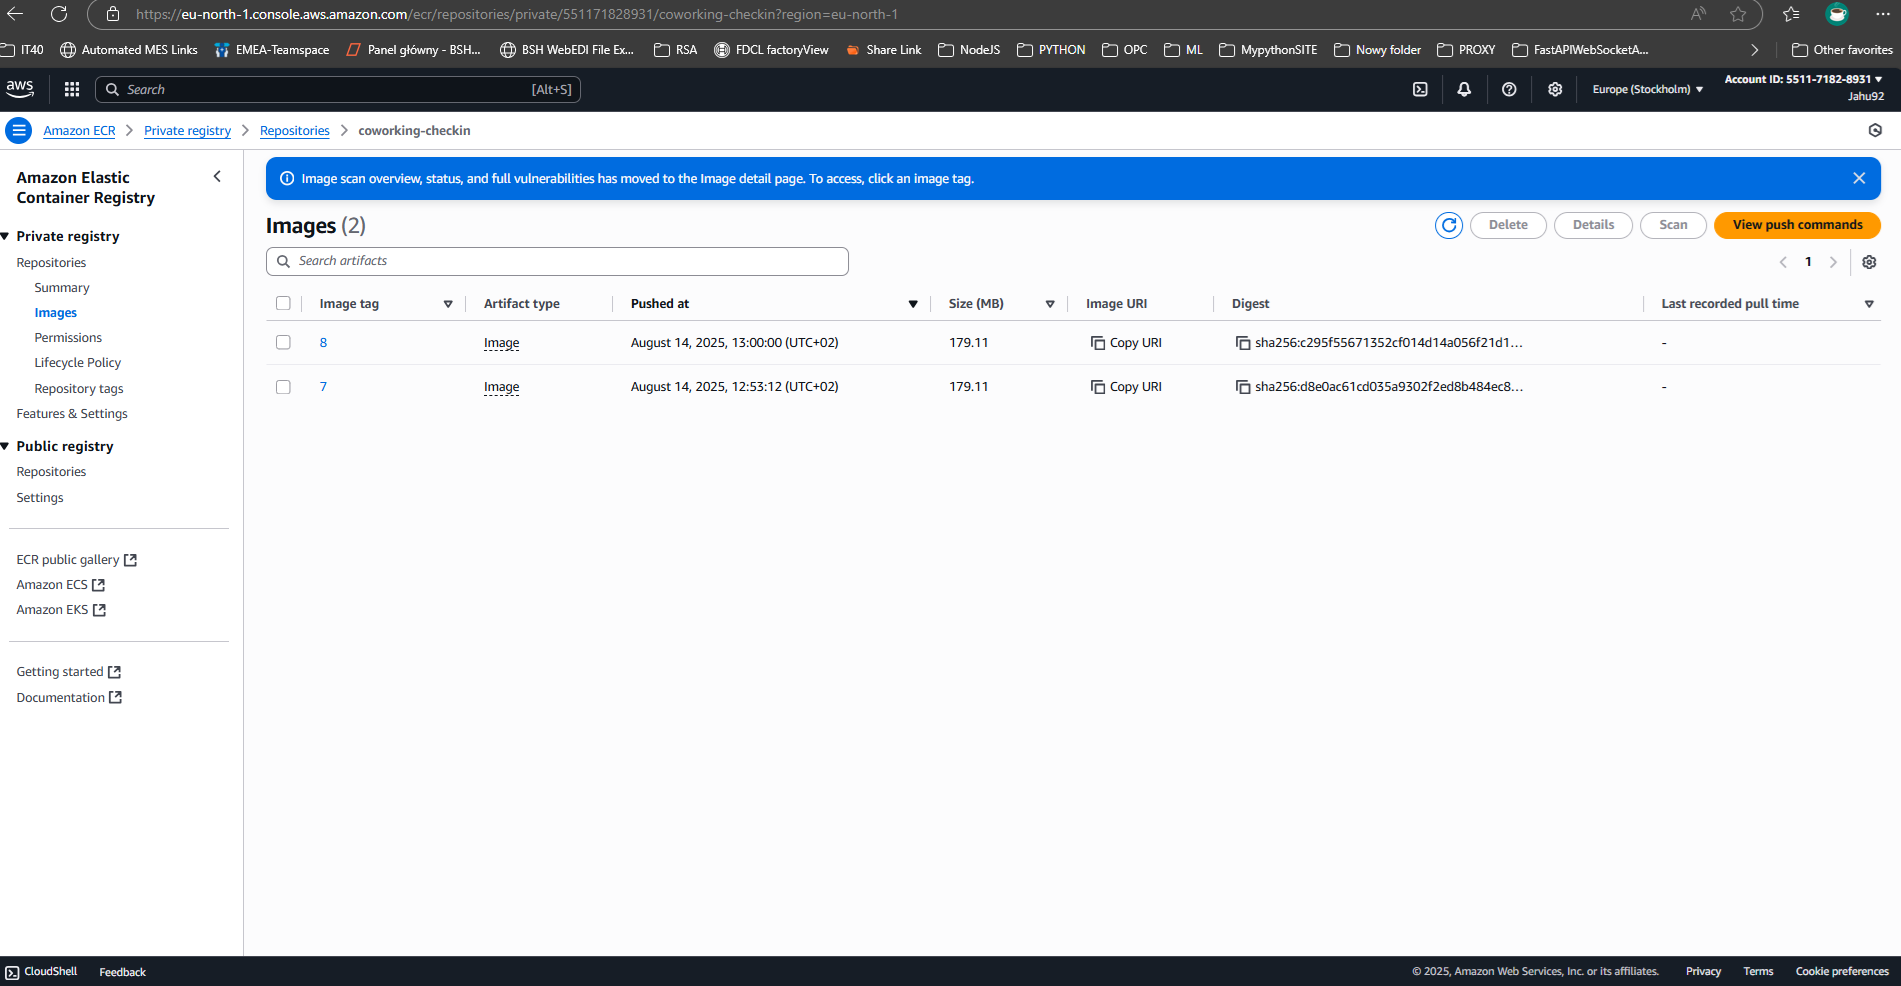 https://eu-north-1.console.aws.amazon.com/ecr/repositories/private/551171828931/coworking-checkin?region=eu-north-1
IT40 Automated MES Links EMEA-Teamspace Panel główny - BSH... BSH WebEDI File Ex... RSA FDCL factoryView Share Link NodeJS PYTHON OPC ML MypythonSITE Nowy folder PROXY FastAPIWebSocketA... Other favorites
aws Search [Alt+S] Europe (Stockholm) Account ID: 5511-7182-8931
Jahu92
Amazon ECR Private registry Repositories coworking-checkin
Amazon Elastic
Container Registry
Private registry
Repositories
Summary
Images
Permissions
Lifecycle Policy
Repository tags
Features & Settings
Public registry
Repositories
Settings
ECR public gallery
Amazon ECS
Amazon EKS
Getting started
Documentation
Image scan overview, status, and full vulnerabilities has moved to the Image detail page. To access, click an image tag.
Images (2) Delete Details Scan View push commands
Search artifacts 1
Image tag Artifact type Pushed at Size (MB) Image URI Digest Last recorded pull time
8 Image August 14, 2025, 13:00:00 (UTC+02) 179.11 Copy URI sha256:c295f55671352cf014d14a056f21d1... -
7 Image August 14, 2025, 12:53:12 (UTC+02) 179.11 Copy URI sha256:d8e0ac61cd035a9302f2ed8b484ec8... -
CloudShell Feedback © 2025, Amazon Web Services, Inc. or its affiliates. Privacy Terms Cookie preferences